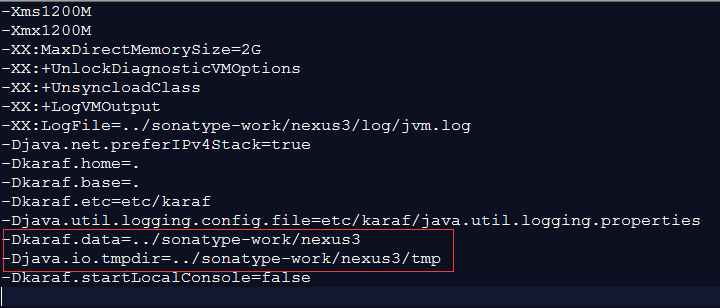 -Xms1200M
-Xmx1200M
-XX:MaxDirectMemorySize=2G
-XX:+UnlockDiagnosticVMOptions
-XX:+UnsyncloadClass
-XX:+LogVMOutput
-XX:LogFile=../sonatype-work/nexus3/log/jvm.log
-Djava.net.preferIPv4Stack=true
-Dkaraf.home=.
-Dkaraf.base=.
-Dkaraf.etc=etc/karaf
-Djava.util.logging.config.file=etc/karaf/java.util.logging.properties
-Dkaraf.data=../sonatype-work/nexus3
-Djava.io.tmpdir=../sonatype-work/nexus3/tmp
-Dkaraf.startLocalConsole=false